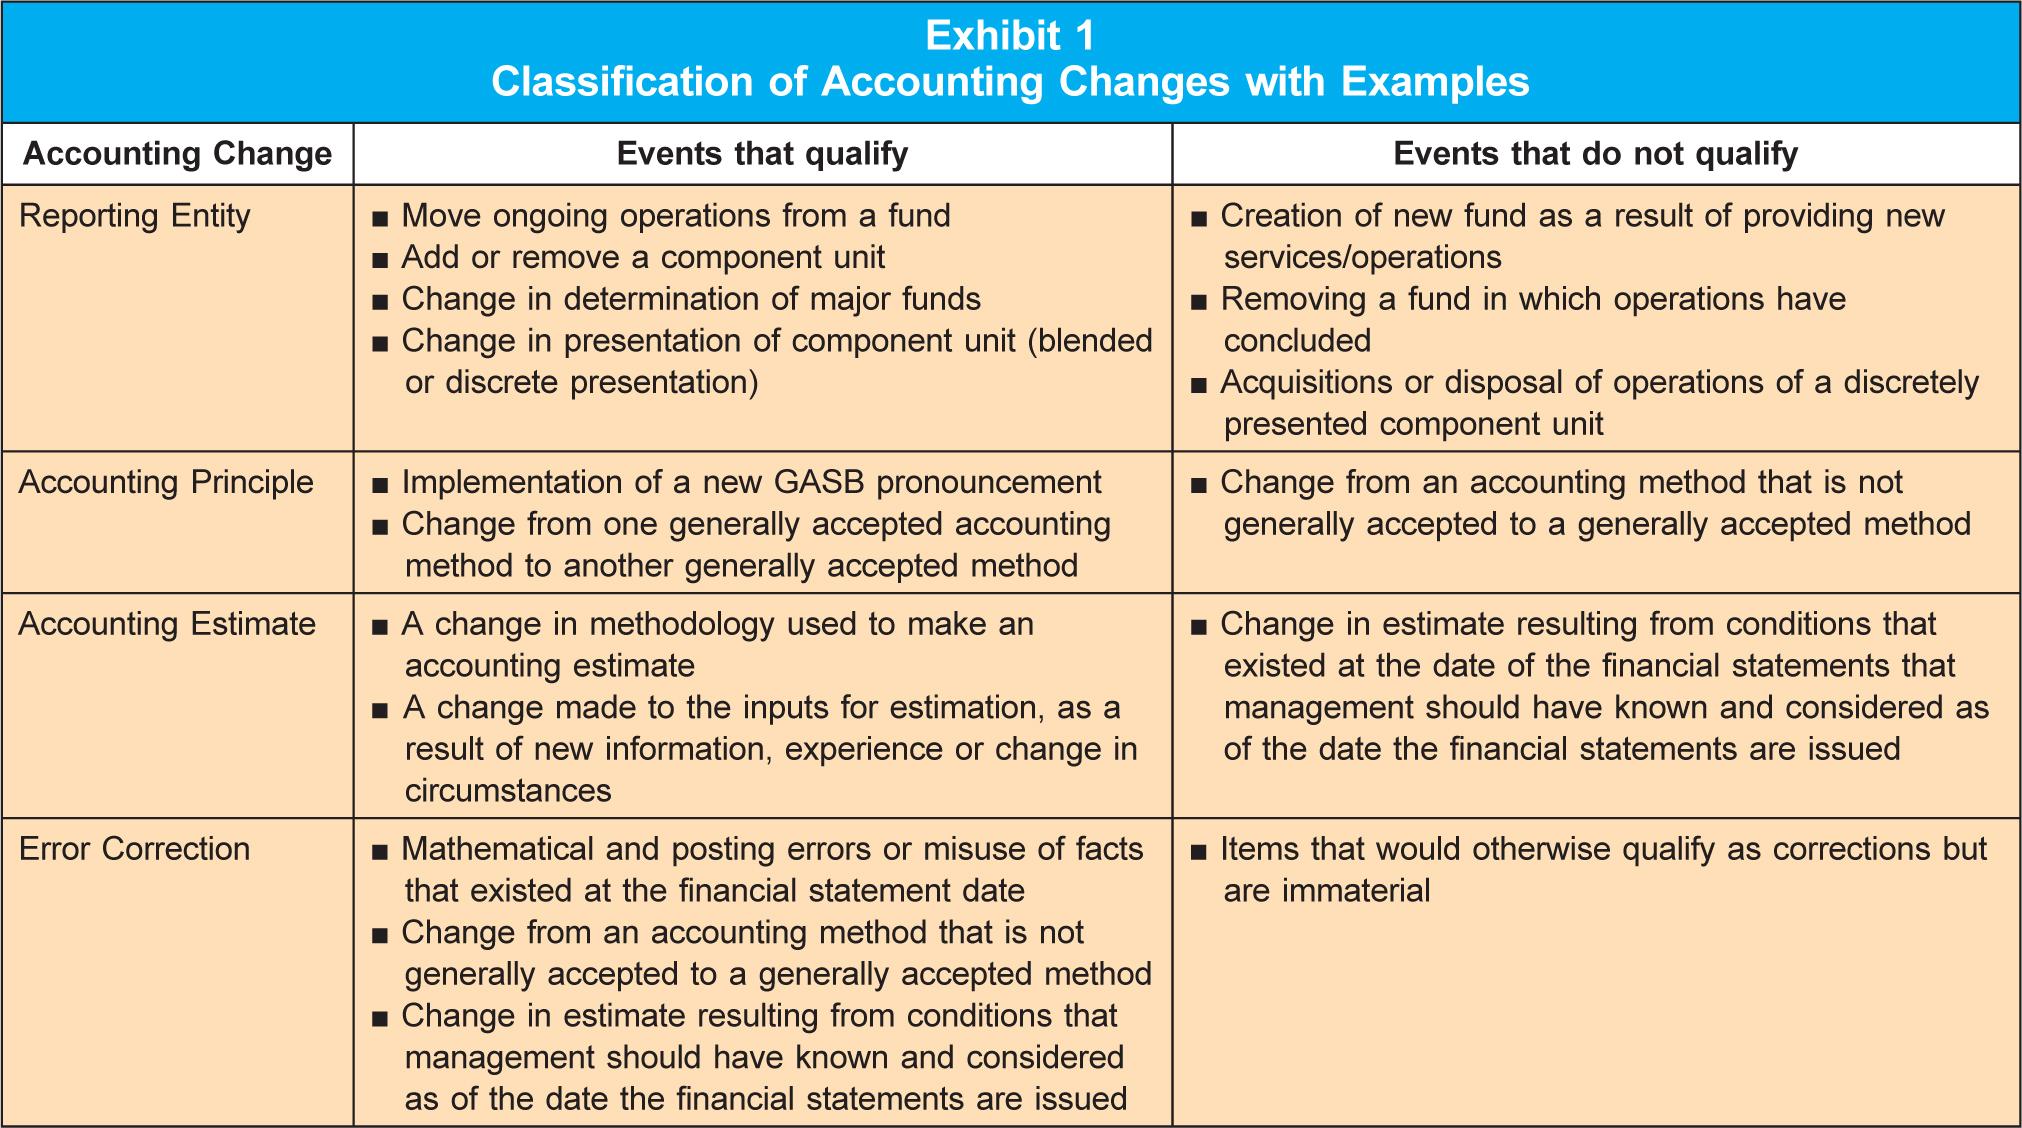 Exhibit 1
Classification of Accounting Changes with Examples
Accounting Change
Events that qualify
Events that do not qualify
Reporting Entity
■ Move ongoing operations from a fund
■ Add or remove a component unit
■ Change in determination of major funds
■ Change in presentation of component unit (blended
or discrete presentation)
■ Creation of new fund as a result of providing new
services/operations
■ Removing a fund in which operations have
concluded
■ Acquisitions or disposal of operations of a discretely
presented component unit
Accounting Principle
■ Implementation of a new GASB pronouncement
■ Change from one generally accepted accounting
method to another generally accepted method
■ Change from an accounting method that is not
generally accepted to a generally accepted method
Accounting Estimate
■ A change in methodology used to make an
accounting estimate
■ A change made to the inputs for estimation, as a
result of new information, experience or change in
circumstances
■ Change in estimate resulting from conditions that
existed at the date of the financial statements that
management should have known and considered as
of the date the financial statements are issued
Error Correction
■ Mathematical and posting errors or misuse of facts
that existed at the financial statement date
■ Change from an accounting method that is not
generally accepted to a generally accepted method
■ Change in estimate resulting from conditions that
management should have known and considered
as of the date the financial statements are issued
■ Items that would otherwise qualify as corrections but
are immaterial